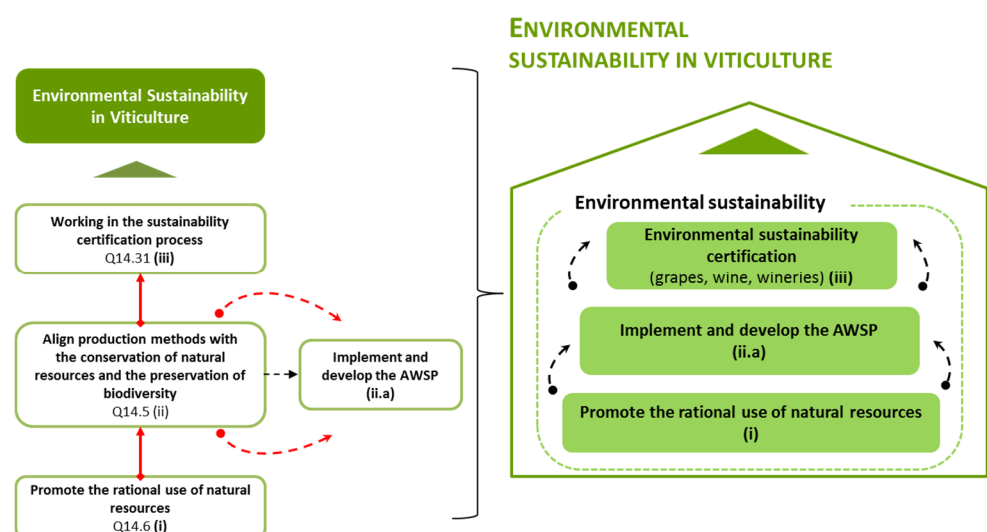 ENVIRONMENTAL
SUSTAINABILITY IN VITICULTURE
Environmental Sustainability
in Viticulture
Working in the sustainability
certification process
Q14.31 (iii)
Align production methods with
the conservation of natural
resources and the preservation of
biodiversity
Q14.5 (ii)
Implement and
develop the AWSP
(ii.a)
Promote the rational use of natural
resources
Q14.6 (i)
Environmental sustainability
Environmental sustainability
certification
(grapes, wine, wineries) (iii)
Implement and develop the AWSP
(ii.a)
Promote the rational use of natural resources
(i)